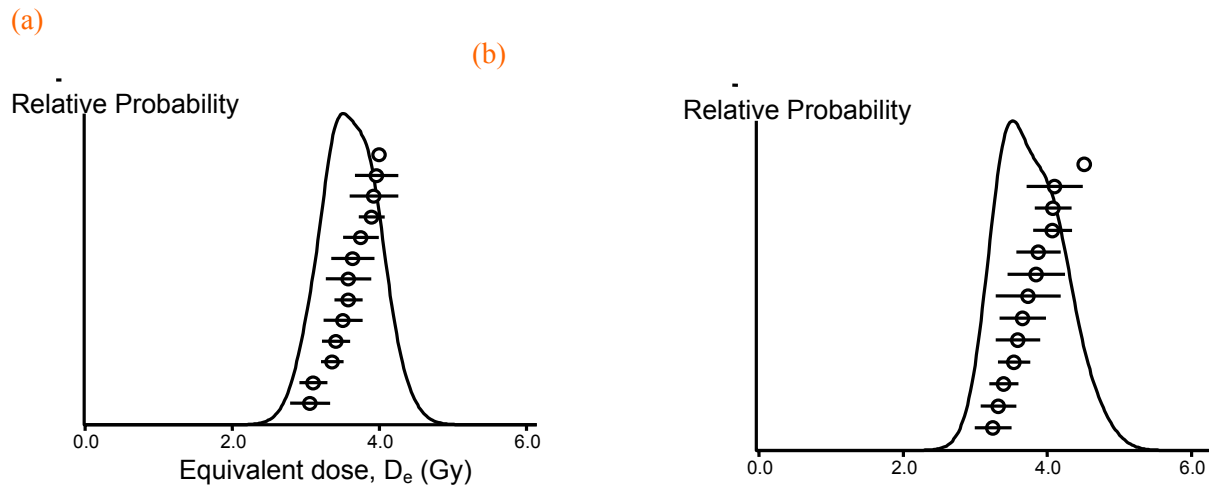 (a)
(b)
Relative Probability
0.0 2.0 4.0 6.0
Equivalent dose, De (Gy)
Relative Probability
0.0 2.0 4.0 6.0